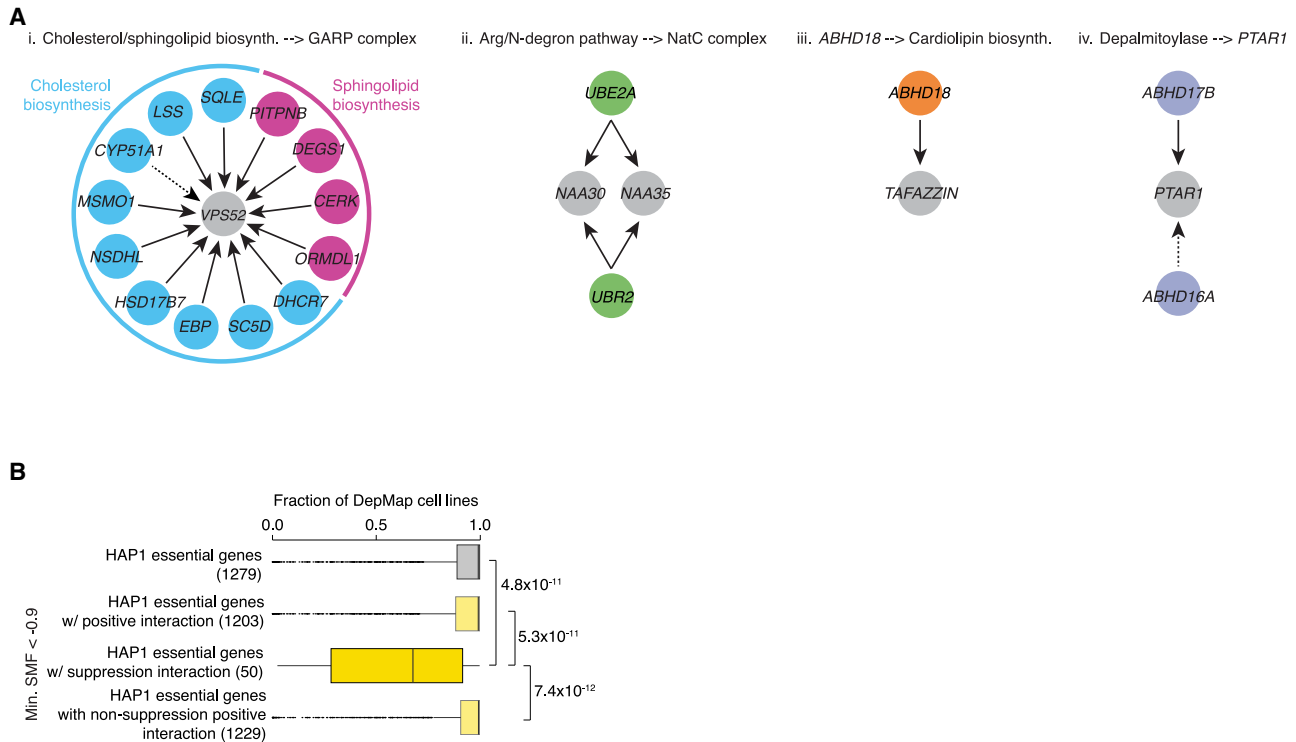 A
i. Cholesterol/sphingolipid biosynth. --> GARP complex
Cholesterol
biosynthesis
Sphingolipid
biosynthesis
SQLE
LSS
PITPNB
CYP51A1
DEGS1
MSMO1
CERK
VPS52
NSDHL
ORMDL1
HSD17B7
DHCR7
EBP
SC5D
ii. Arg/N-degron pathway --> NatC complex
UBE2A
NAA30
NAA35
UBR2
iii. ABHD18 --> Cardiolipin biosynth.
ABHD18
TAFAZZIN
iv. Depalmitoylase --> PTAR1
ABHD17B
PTAR1
ABHD16A
B
Fraction of DepMap cell lines
0.0
0.5
1.0
Min. SMF < -0.9
HAP1 essential genes
(1279)
HAP1 essential genes
w/ positive interaction (1203)
HAP1 essential genes
w/ suppression interaction (50)
HAP1 essential genes
with non-suppression positive
interaction (1229)
4.8x10⁻¹¹
5.3x10⁻¹¹
7.4x10⁻¹²